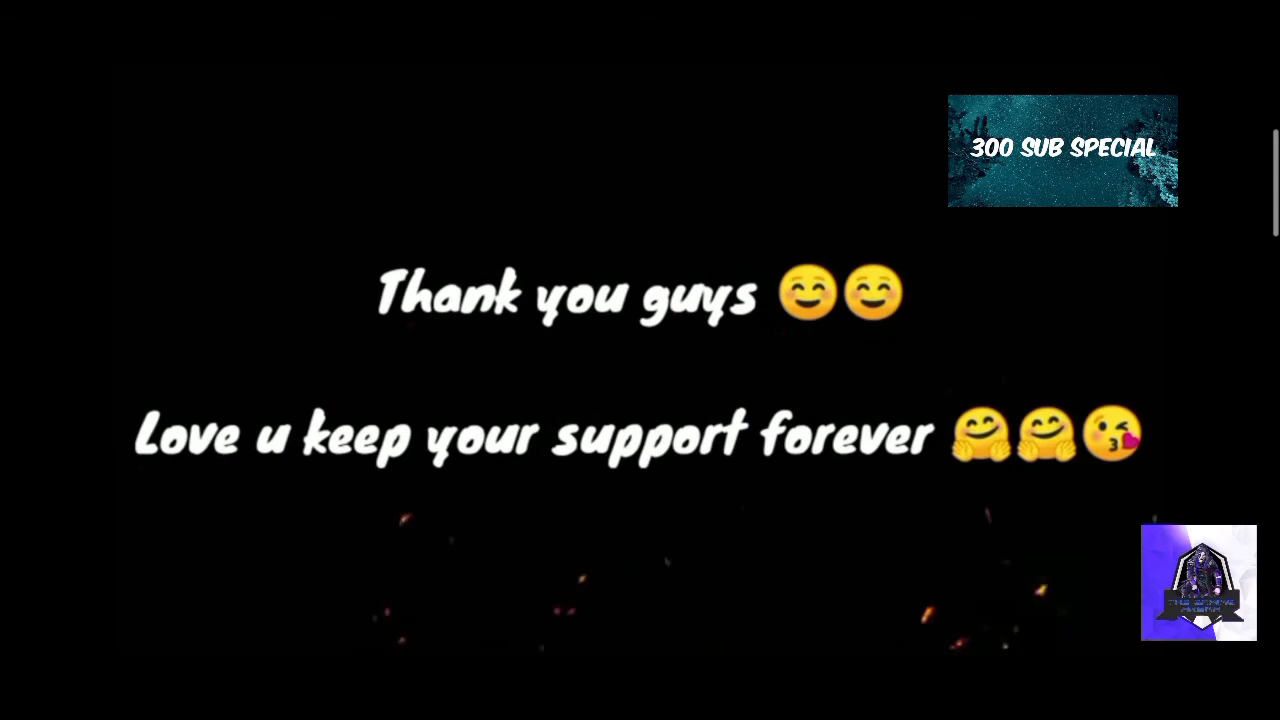 300 SUB SPECIAL
Thank you guys ☺️☺️
Love u keep your support forever 🤗🤗😘